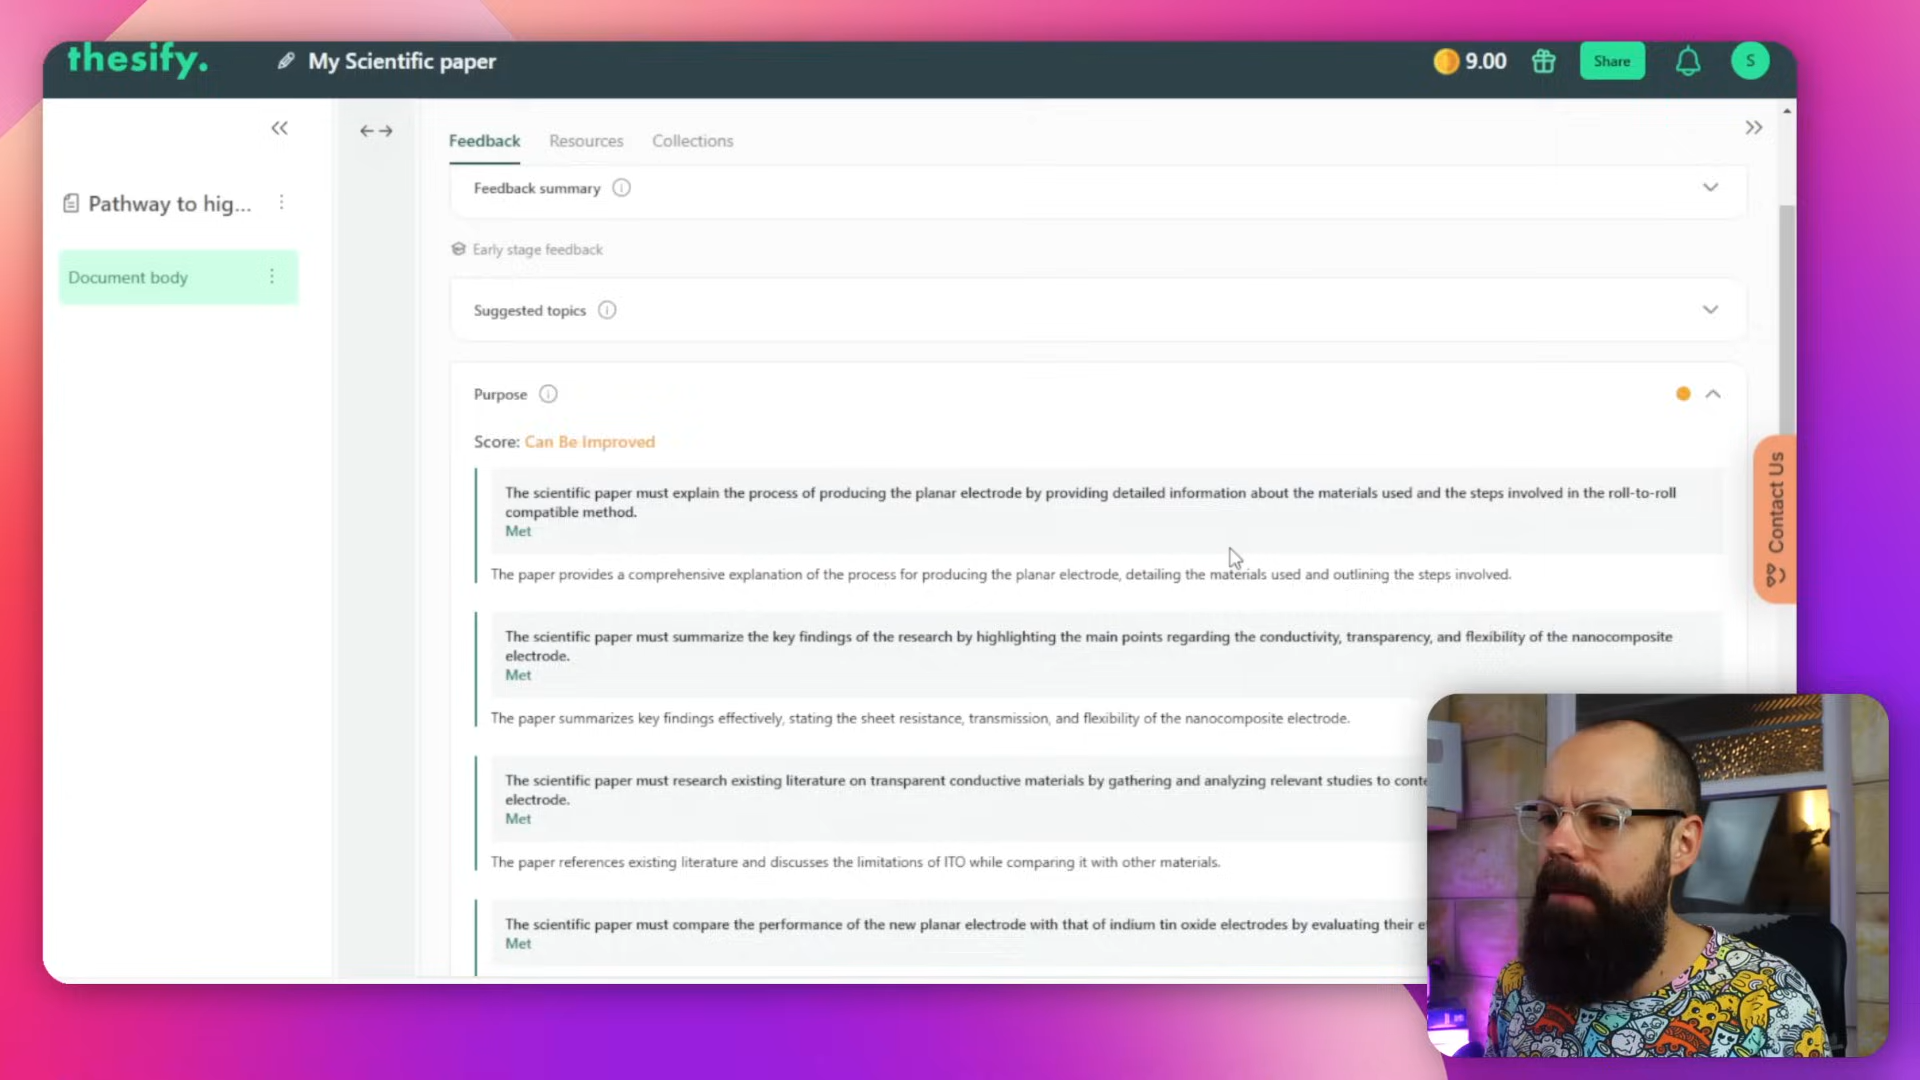 thesify.
My Scientific paper
9.00
Share
S
Feedback
Resources
Collections
Pathway to hig...
Document body
Feedback summary
Early stage feedback
Suggested topics
Purpose
Score: Can Be Improved
The scientific paper must explain the process of producing the planar electrode by providing detailed information about the materials used and the steps involved in the roll-to-roll
compatible method.
Met
The paper provides a comprehensive explanation of the process for producing the planar electrode, detailing the materials used and outlining the steps involved.
The scientific paper must summarize the key findings of the research by highlighting the main points regarding the conductivity, transparency, and flexibility of the nanocomposite
electrode.
Met
The paper summarizes key findings effectively, stating the sheet resistance, transmission, and flexibility of the nanocomposite electrode.
The scientific paper must research existing literature on transparent conductive materials by gathering and analyzing relevant studies to
electrode.
Met
The paper references existing literature and discusses the limitations of ITO while comparing it with other materials.
The scientific paper must compare the performance of the new planar electrode with that of indium tin oxide electrodes by evaluating their
Met
Contact Us